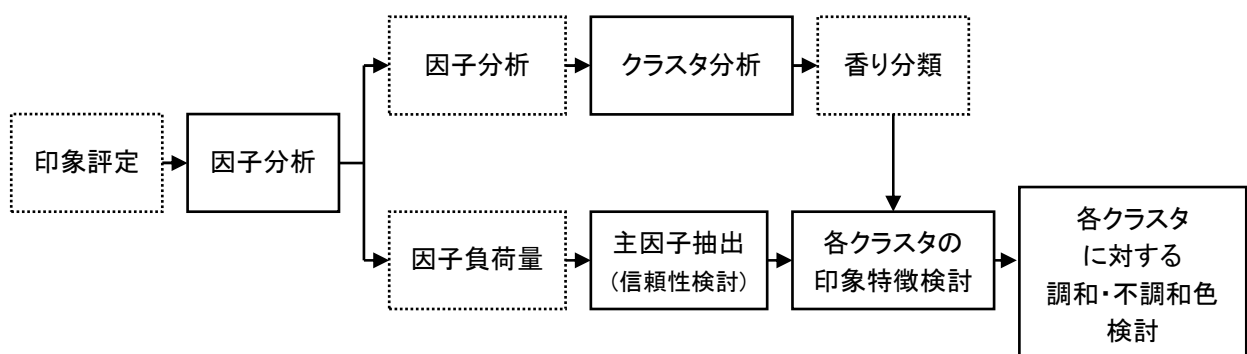 因子分析
クラスタ分析
香り分類
印象評定
因子分析
因子負荷量
主因子抽出
(信頼性検討)
各クラスタの
印象特徴検討
各クラスタ
に対する
調和・不調和色
検討